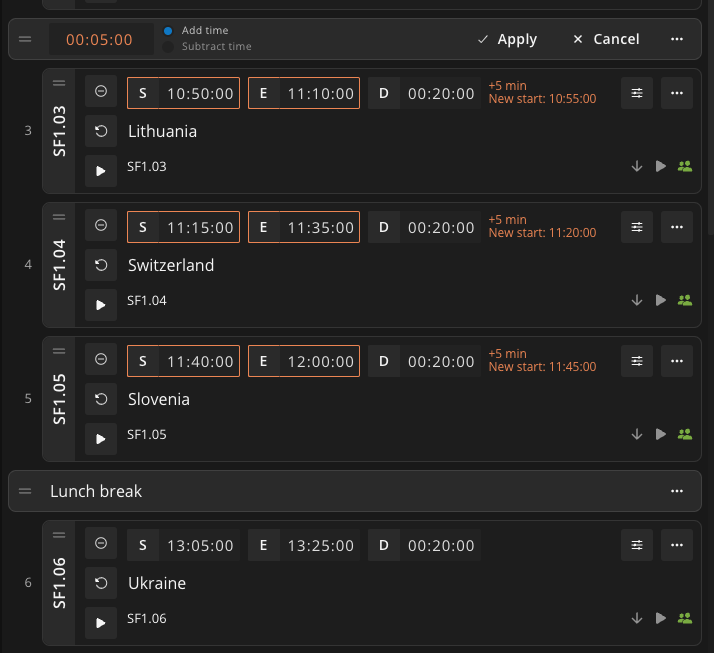 00:05:00
Add time
Subtract time
Apply
Cancel
3
SF1.03
S 10:50:00
E 11:10:00
D 00:20:00
+5 min
New start: 10:55:00
Lithuania
SF1.03
4
SF1.04
S 11:15:00
E 11:35:00
D 00:20:00
+5 min
New start: 11:20:00
Switzerland
SF1.04
5
SF1.05
S 11:40:00
E 12:00:00
D 00:20:00
+5 min
New start: 11:45:00
Slovenia
SF1.05
Lunch break
6
SF1.06
S 13:05:00
E 13:25:00
D 00:20:00
Ukraine
SF1.06